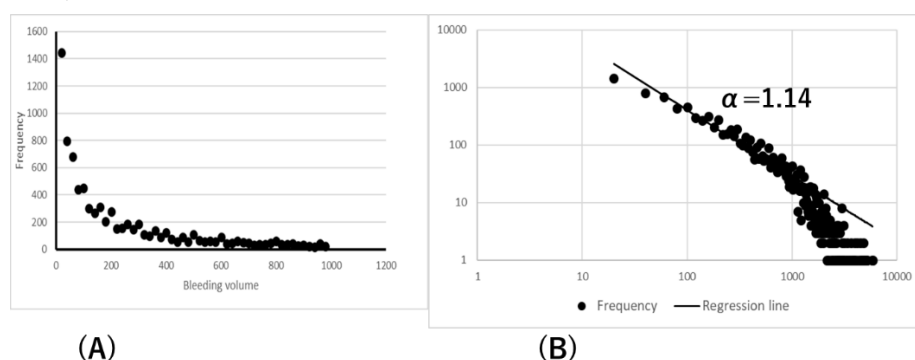 1600
1400
1200
1000
800
600
400
200
0
Frequency
0 200 400 600 800 1000 1200
Bleeding volume
(A)
10000
1000
100
10
1
α=1.14
1 10 100 1000 10000
Frequency Regression line
(B)